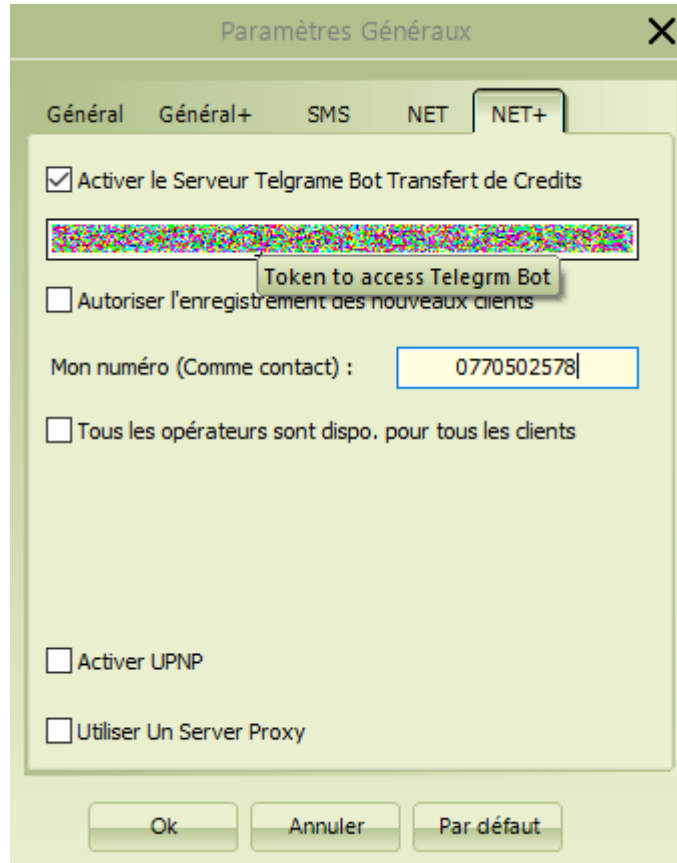 Paramètres Généraux
Général Général+ SMS NET NET+
Activer le Serveur Telgrame Bot Transfert de Credits
Token to access Telegrm Bot
Autoriser l'enregistrement des nouveaux clients
Mon numéro (Comme contact) : 0770502578
Tous les opérateurs sont dispo. pour tous les clients
Activer UPNP
Utiliser Un Server Proxy
Ok Annuler Par défaut